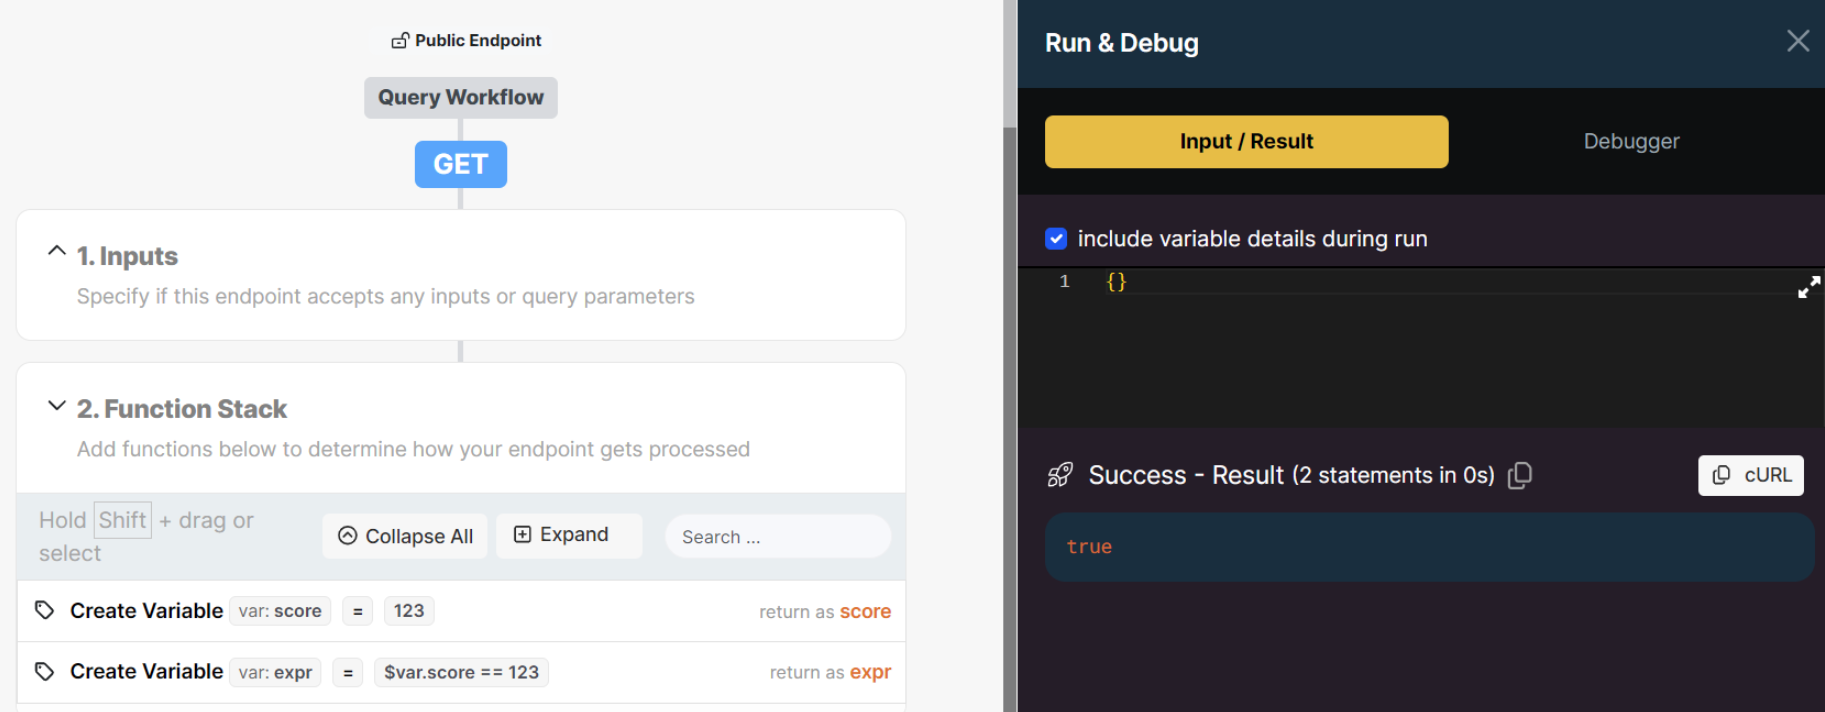 Public Endpoint
Query Workflow
GET
1. Inputs
Specify if this endpoint accepts any inputs or query parameters
2. Function Stack
Add functions below to determine how your endpoint gets processed
Hold Shift + drag or
select
Collapse All
Expand
Search ...
Create Variable var: score = 123 return as score
Create Variable var: expr = $var.score == 123 return as expr
Run & Debug
Input / Result
Debugger
include variable details during run
1 {}
Success - Result (2 statements in 0s)
cURL
true